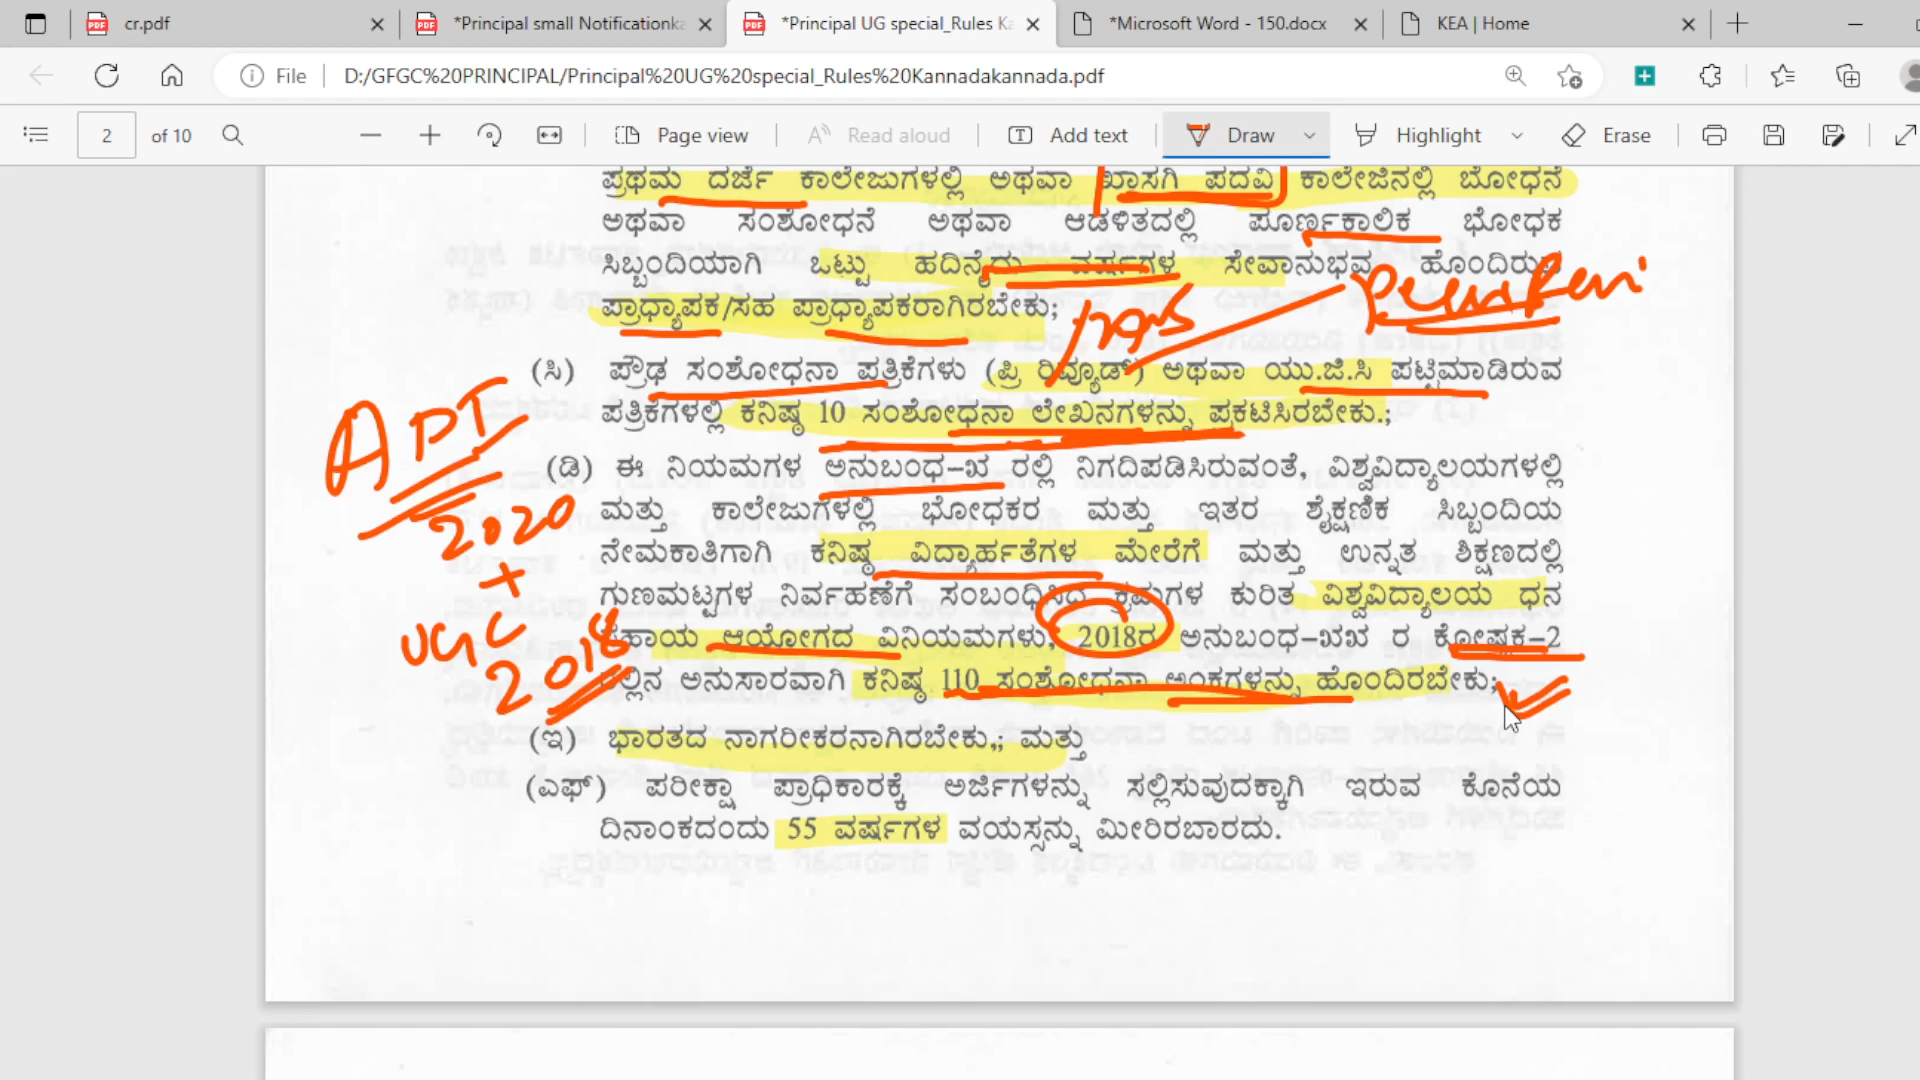 cr.pdf
*Principal small Notificationka
*Principal UG special_Rules Ka
*Microsoft Word - 150.docx
KEA | Home
File
D:/GFGC%20PRINCIPAL/Principal%20UG%20special_Rules%20Kannadakannada.pdf
2 of 10
Page view
Read aloud
Add text
Draw
Highlight
Erase
ಪ್ರಥಮ ದರ್ಜೆ ಕಾಲೇಜುಗಳಲ್ಲಿ ಅಥವಾ ಖಾಸಗಿ ಪದವಿ ಕಾಲೇಜಿನಲ್ಲಿ ಬೋಧನೆ
ಅಥವಾ ಸಂಶೋಧನೆ ಅಥವಾ ಆಡಳಿತದಲ್ಲಿ ಪೂರ್ಣಕಾಲಿಕ ಭೋಧಕ
ಸಿಬ್ಬಂದಿಯಾಗಿ ಒಟ್ಟು ಹದಿನೈದು ವರ್ಷಗಳ ಸೇವಾನುಭವ ಹೊಂದಿರುವ
ಪ್ರಾಧ್ಯಾಪಕ/ಸಹ ಪ್ರಾಧ್ಯಾಪಕರಾಗಿರಬೇಕು;
(ಸಿ) ಪ್ರೌಢ ಸಂಶೋಧನಾ ಪತ್ರಿಕೆಗಳು (ಪ್ರಿ ರಿವ್ಯೂಡ್) ಅಥವಾ ಯು.ಜಿ.ಸಿ ಪಟ್ಟಿಮಾಡಿರುವ
ಪತ್ರಿಕೆಗಳಲ್ಲಿ ಕನಿಷ್ಠ 10 ಸಂಶೋಧನಾ ಲೇಖನಗಳನ್ನು ಪ್ರಕಟಿಸಿರಬೇಕು.;
(ಡಿ) ಈ ನಿಯಮಗಳ ಅನುಬಂಧ-ಖ ರಲ್ಲಿ ನಿಗದಿಪಡಿಸಿರುವಂತೆ, ವಿಶ್ವವಿದ್ಯಾಲಯಗಳಲ್ಲಿ
ಮತ್ತು ಕಾಲೇಜುಗಳಲ್ಲಿ ಭೋಧಕರ ಮತ್ತು ಇತರ ಶೈಕ್ಷಣಿಕ ಸಿಬ್ಬಂದಿಯ
ನೇಮಕಾತಿಗಾಗಿ ಕನಿಷ್ಠ ವಿದ್ಯಾರ್ಹತೆಗಳ ಮೇರೆಗೆ ಮತ್ತು ಉನ್ನತ ಶಿಕ್ಷಣದಲ್ಲಿ
ಗುಣಮಟ್ಟಗಳ ನಿರ್ವಹಣೆಗೆ ಸಂಬಂಧಿಸಿದ ಕ್ರಮಗಳ ಕುರಿತ ವಿಶ್ವವಿದ್ಯಾಲಯ ಧನ
ಸಹಾಯ ಆಯೋಗದ ವಿನಿಯಮಗಳು, 2018ರ ಅನುಬಂಧ-ಖಖ ರ ಕೋಷ್ಟಕ-2
ಕನಿಷ್ಠ 110 ಸಂಶೋಧನಾ ಅಂಕಗಳನ್ನು ಹೊಂದಿರಬೇಕು;
(ಇ) ಭಾರತದ ನಾಗರೀಕರನಾಗಿರಬೇಕು.; ಮತ್ತು
(ಎಫ್) ಪರೀಕ್ಷಾ ಪ್ರಾಧಿಕಾರಕ್ಕೆ ಅರ್ಜಿಗಳನ್ನು ಸಲ್ಲಿಸುವುದಕ್ಕಾಗಿ ಇರುವ ಕೊನೆಯ
ದಿನಾಂಕದಂದು 55 ವರ್ಷಗಳ ವಯಸ್ಸನ್ನು ಮೀರಿರಬಾರದು.
2020
+
UGC
2018